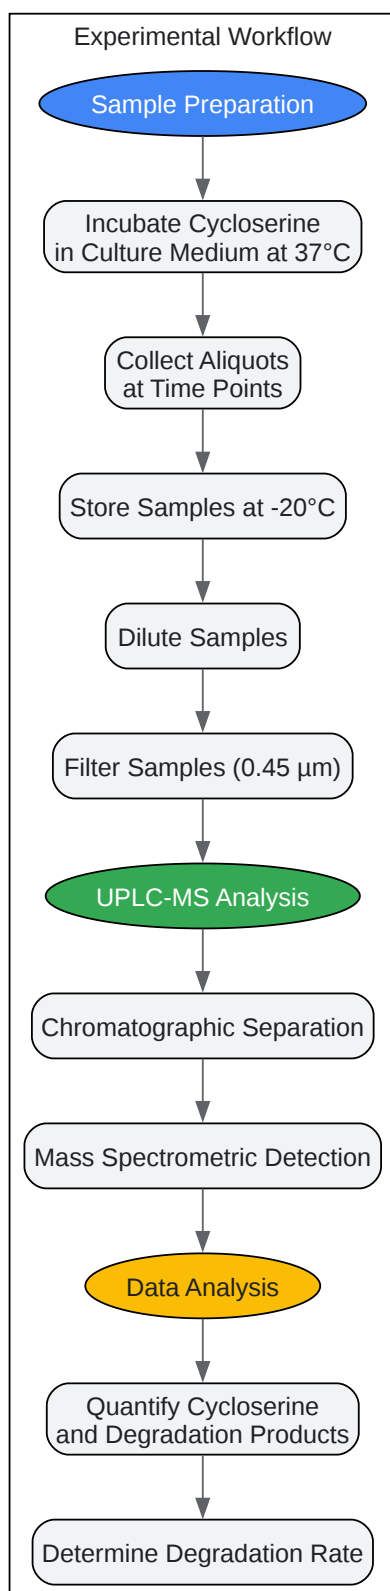 Experimental Workflow
Sample Preparation
Incubate Cycloserine
in Culture Medium at 37°C
Collect Aliquots
at Time Points
Store Samples at -20°C
Dilute Samples
Filter Samples (0.45 µm)
UPLC-MS Analysis
Chromatographic Separation
Mass Spectrometric Detection
Data Analysis
Quantify Cycloserine
and Degradation Products
Determine Degradation Rate